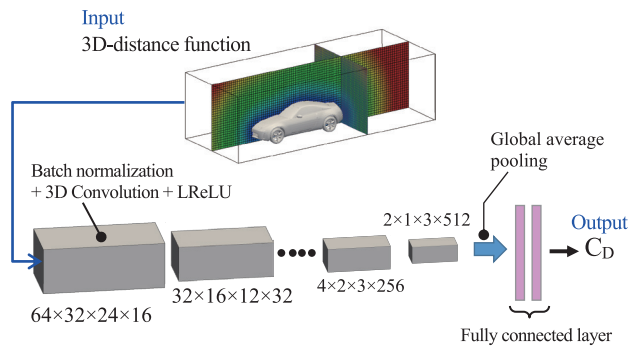 Input
3D-distance function
Global average
pooling
Batch normalization
+ 3D Convolution + LReLU
2×1×3×512
Output
C_D
64×32×24×16
32×16×12×32
4×2×3×256
Fully connected layer